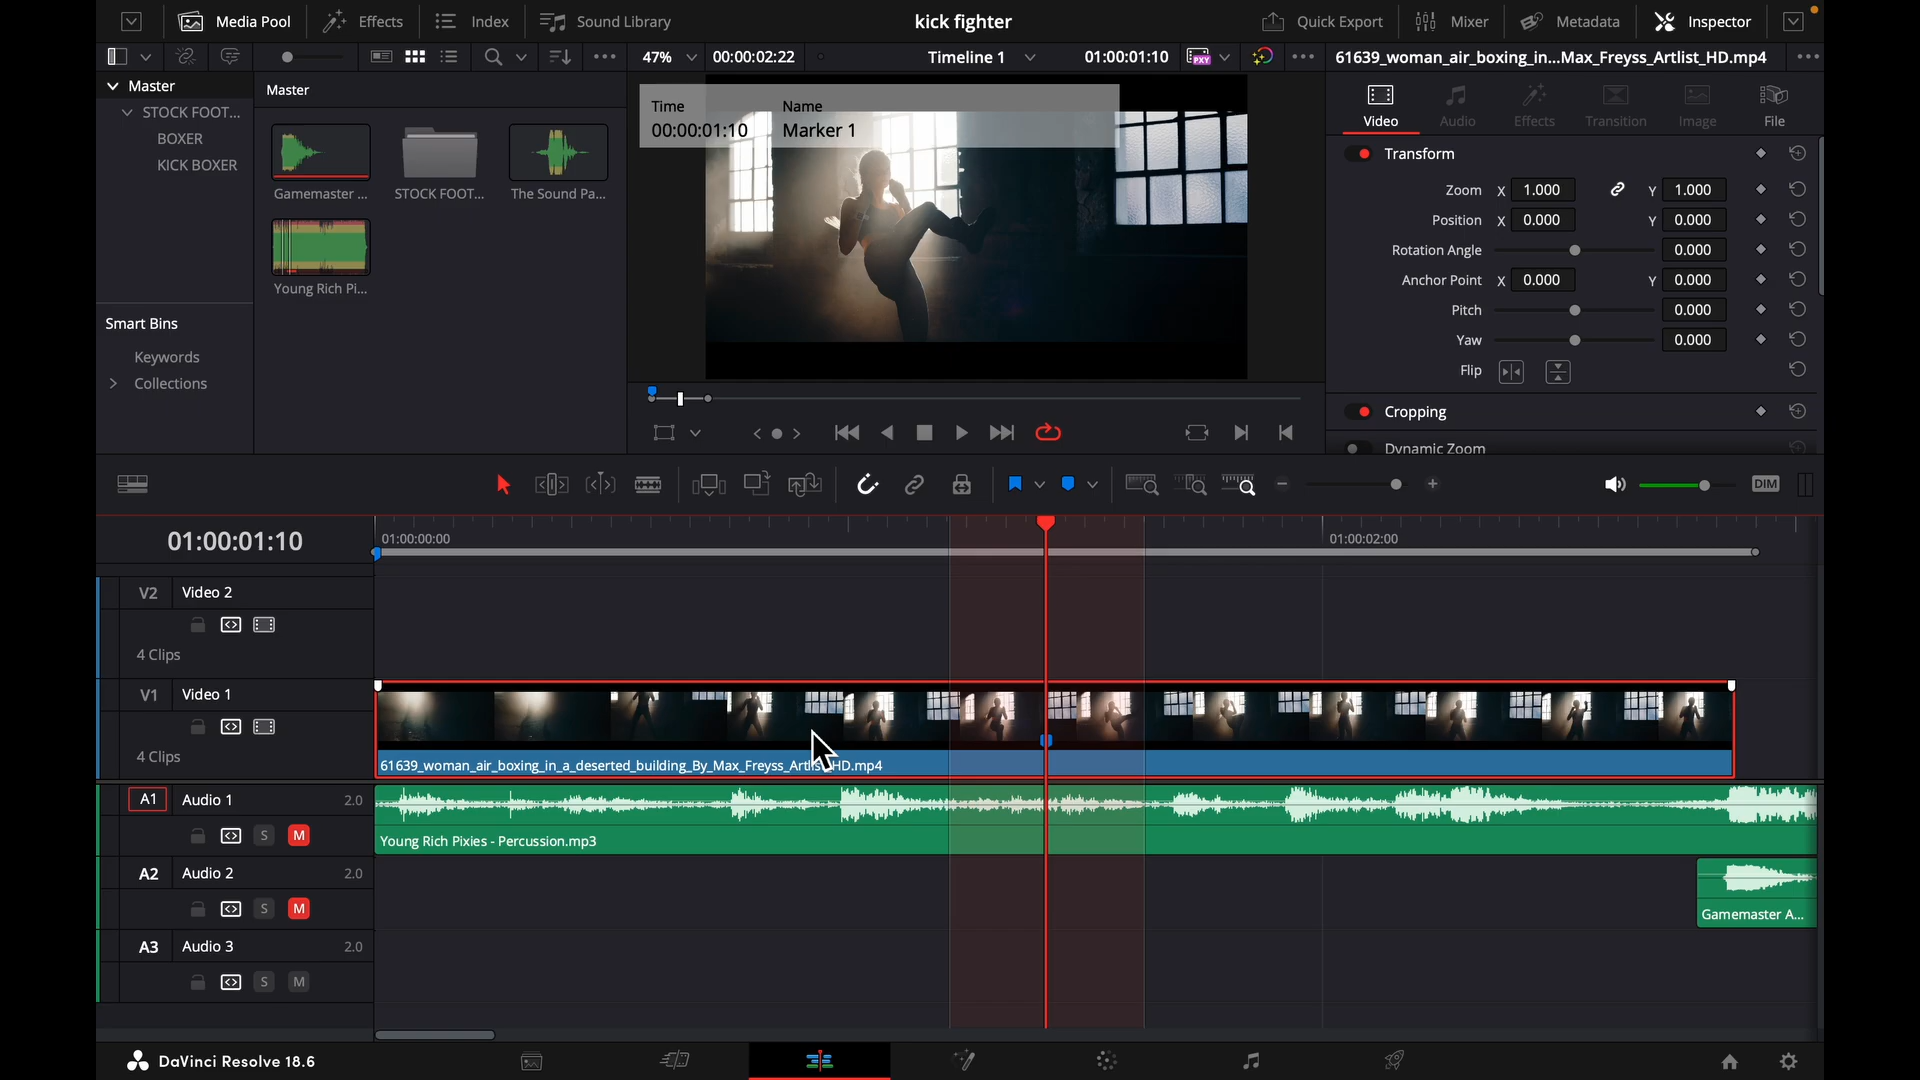 Media Pool
Effects
Index
Sound Library
kick fighter
Quick Export
Mixer
Metadata
Inspector
47%
00:00:02:22
Timeline 1
01:00:01:10
PXY
61639_woman_air_boxing_in...Max_Freyss_Artlist_HD.mp4
Master
STOCK FOOT...
BOXER
KICK BOXER
Smart Bins
Keywords
Collections
Master
Gamemaster ...
STOCK FOOT...
The Sound Pa...
Young Rich Pi...
Time
Name
00:00:01:10
Marker 1
Video
Audio
Effects
Transition
Image
File
Transform
Zoom X 1.000 Y 1.000
Position X 0.000 Y 0.000
Rotation Angle 0.000
Anchor Point X 0.000 Y 0.000
Pitch 0.000
Yaw 0.000
Flip
Cropping
Dynamic Zoom
DIM
01:00:01:10
01:00:00:00
01:00:02:00
V2 Video 2
4 Clips
V1 Video 1
4 Clips
61639_woman_air_boxing_in_a_deserted_building_By_Max_Freyss_Artlist_HD.mp4
A1 Audio 1 2.0
S M
Young Rich Pixies - Percussion.mp3
A2 Audio 2 2.0
S M
Gamemaster A...
A3 Audio 3 2.0
S M
DaVinci Resolve 18.6